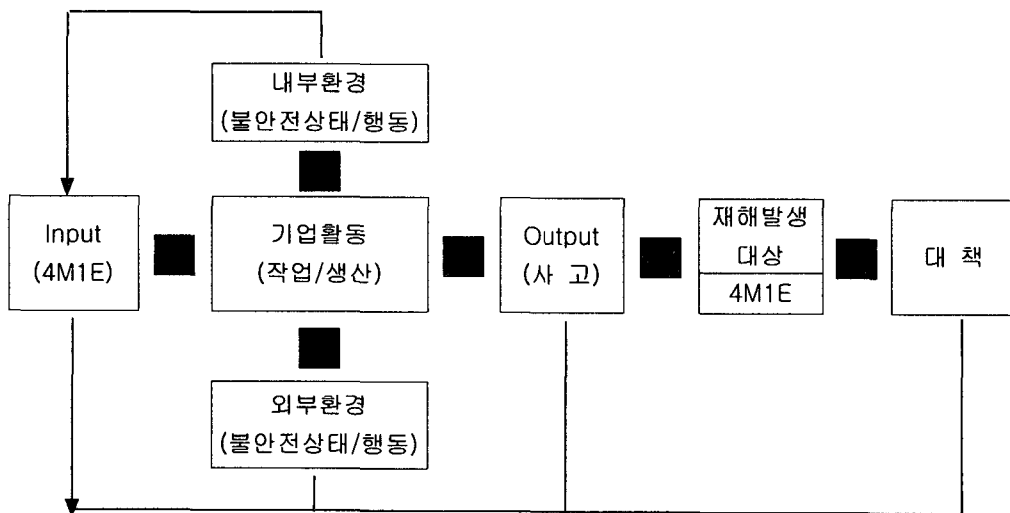 내부환경
(불안전상태/행동)
Input
(4M1E)
기업활동
(작업/생산)
Output
(사 고)
재해발생
대상
4M1E
대 책
외부환경
(불안전상태/행동)